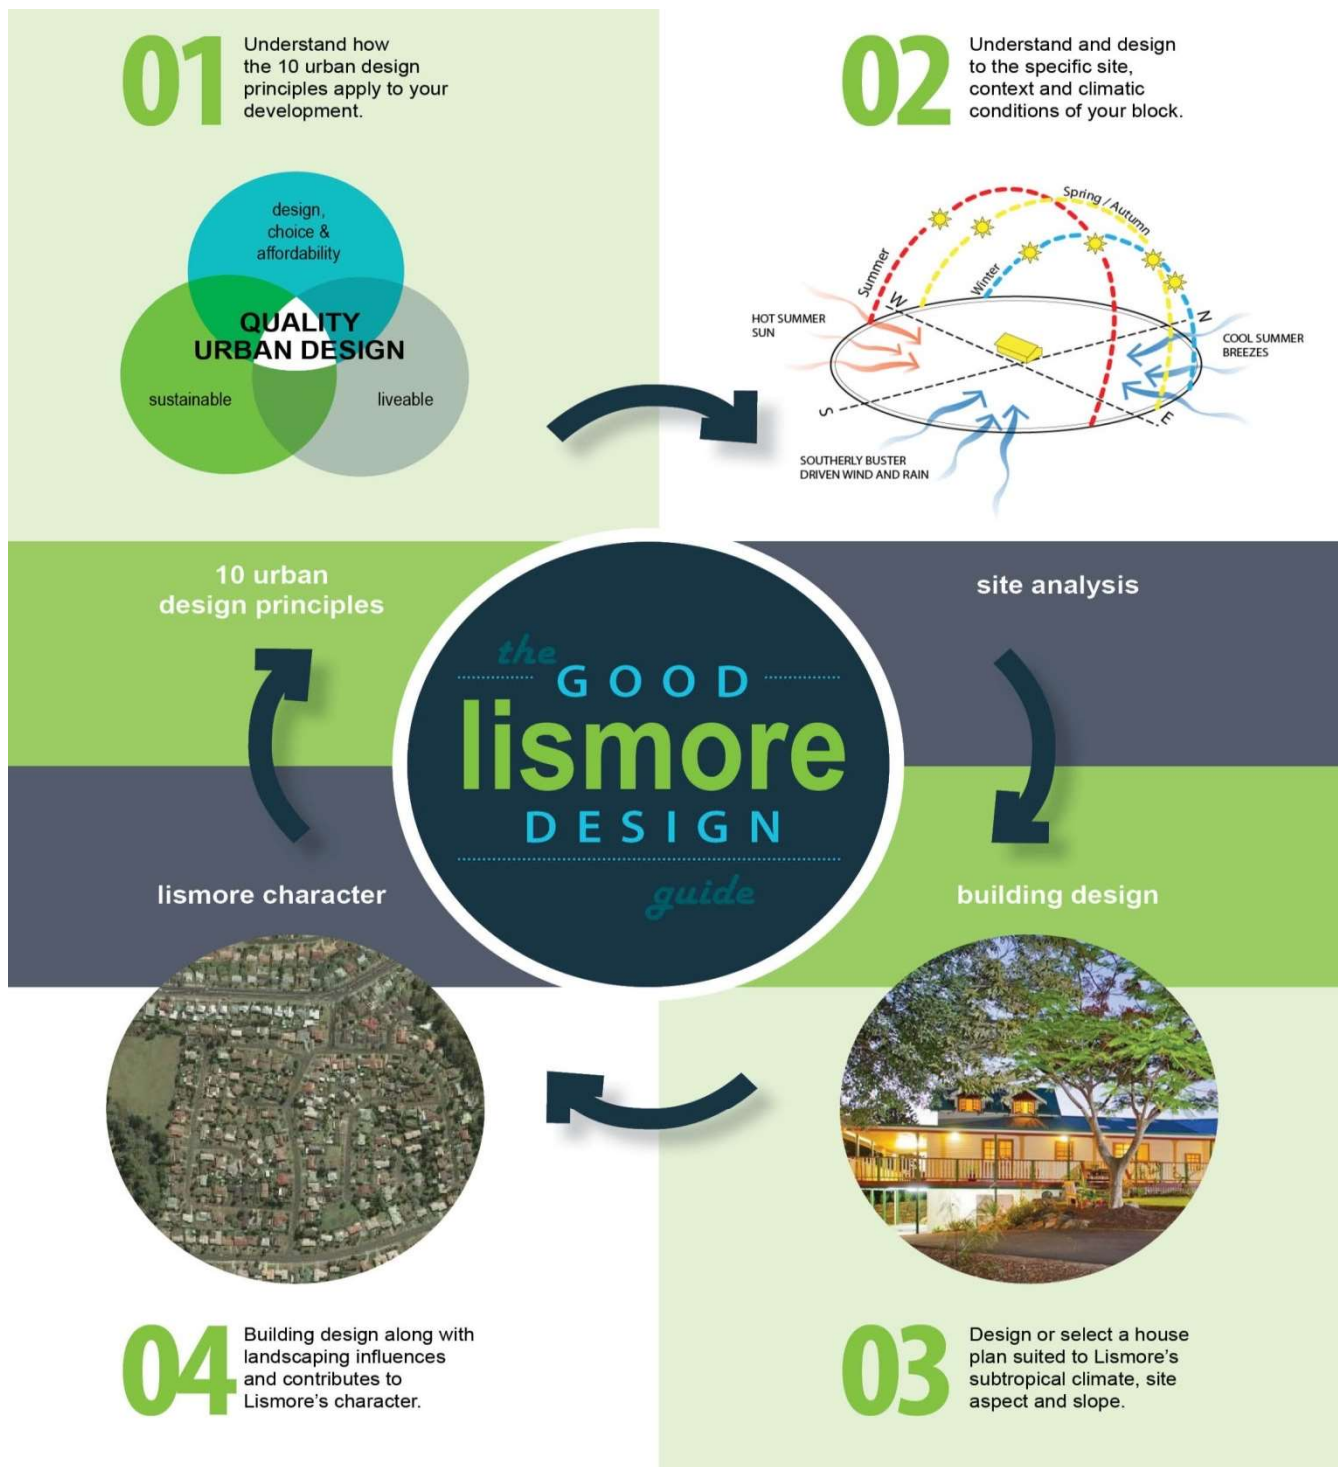 01
Understand how
the 10 urban design
principles apply to your
development.
design,
choice &
affordability
QUALITY
URBAN DESIGN
sustainable
liveable
02
Understand and design
to the specific site,
context and climatic
conditions of your block.
Spring / Autumn
Summer
Winter
W
N
HOT SUMMER
SUN
COOL SUMMER
BREEZES
S
E
SOUTHERLY BUSTER
DRIVEN WIND AND RAIN
10 urban
design principles
site analysis
the
GOOD
lismore
DESIGN
guide
lismore character
building design
04
Building design along with
landscaping influences
and contributes to
Lismore's character.
03
Design or select a house
plan suited to Lismore's
subtropical climate, site
aspect and slope.